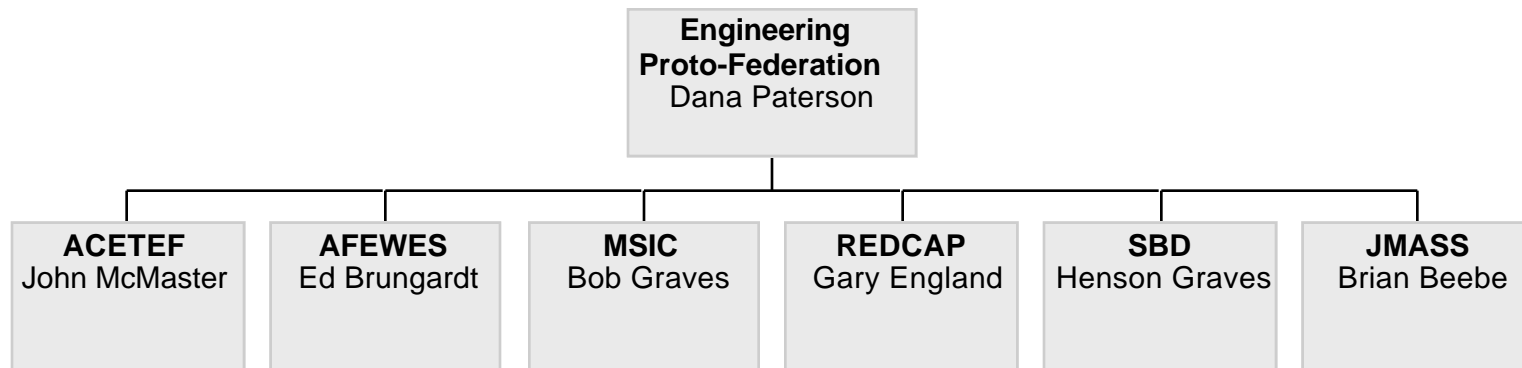 Engineering
Proto-Federation
Dana Paterson
ACETEF
John McMaster
AFEWES
Ed Brungardt
MSIC
Bob Graves
REDCAP
Gary England
SBD
Henson Graves
JMASS
Brian Beebe